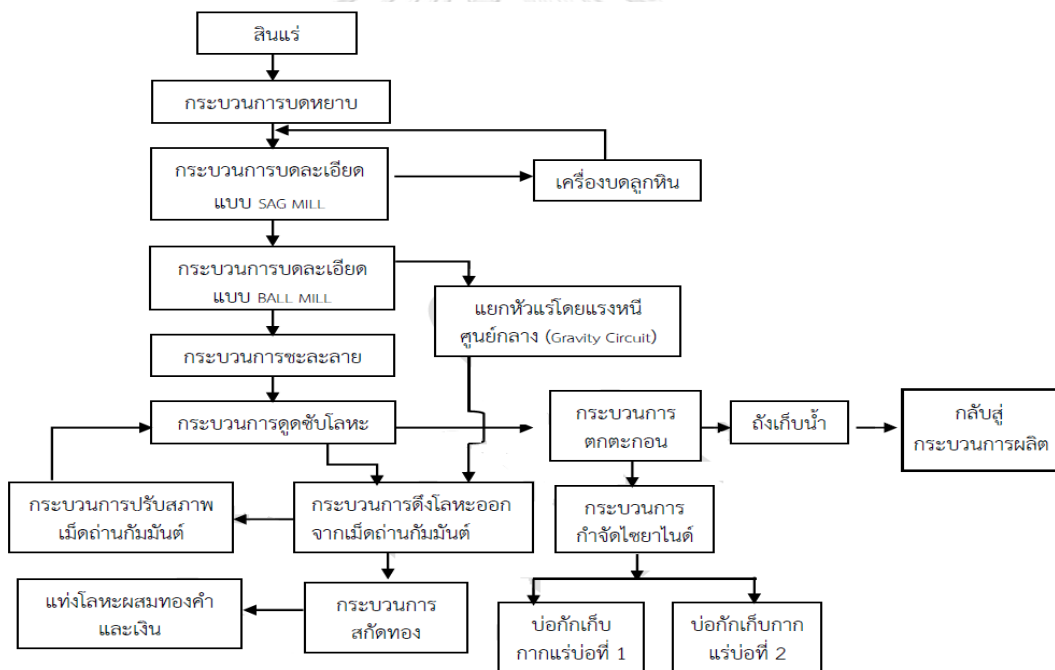 สินแร่
กระบวนการบดหยาบ
กระบวนการบดละเอียด
แบบ SAG MILL
เครื่องบดลูกหิน
กระบวนการบดละเอียด
แบบ BALL MILL
แยกหัวแร่โดยแรงหนี
ศูนย์กลาง (Gravity Circuit)
กระบวนการชะละลาย
กระบวนการดูดซับโลหะ
กระบวนการ
ตกตะกอน
ถังเก็บน้ำ
กลับสู่
กระบวนการผลิต
กระบวนการปรับสภาพ
เม็ดถ่านกัมมันต์
กระบวนการดึงโลหะออก
จากเม็ดถ่านกัมมันต์
กระบวนการ
กำจัดไซยาไนด์
แท่งโลหะผสมทองคำ
และเงิน
กระบวนการ
สกัดทอง
บ่อกักเก็บ
กากแร่บ่อที่ 1
บ่อกักเก็บกาก
แร่บ่อที่ 2